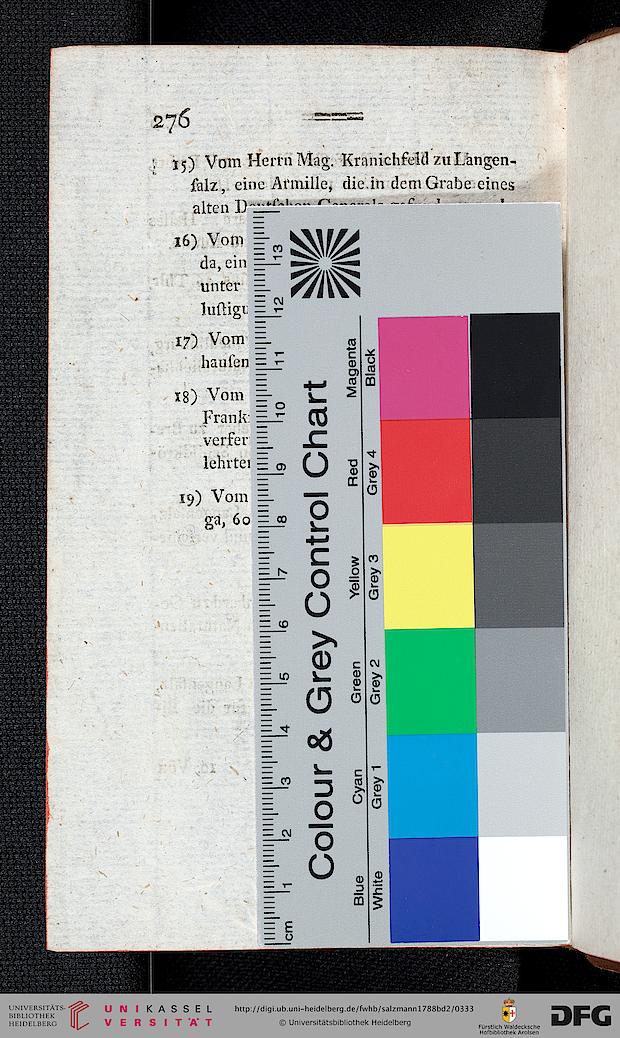 276
15) Vom Herrn Mag. Kranichfeld zu Langen-
ſalz, eine Armille, die in dem Grabe eines
alten
16) Vom
da, ein
unter
luſtigu
17) Vom
hauſen
18) Vom
Frank
verfer
lehrte
19) Vom
ga, 60
13
12
11
10
9
8
7
6
5
4
3
2
1
cm
Colour & Grey Control Chart
Magenta
Black
Red
Grey 4
Yellow
Grey 3
Green
Grey 2
Cyan
Grey 1
Blue
White
UNIVERSITÄTS-
BIBLIOTHEK
HEIDELBERG
UNIKASSEL
VERSITÄT
http://digi.ub.uni-heidelberg.de/fwhb/salzmann1788bd2/0333
© Universitätsbibliothek Heidelberg
Fürstlich Waldecksche
Hofbibliothek Arolsen
DFG